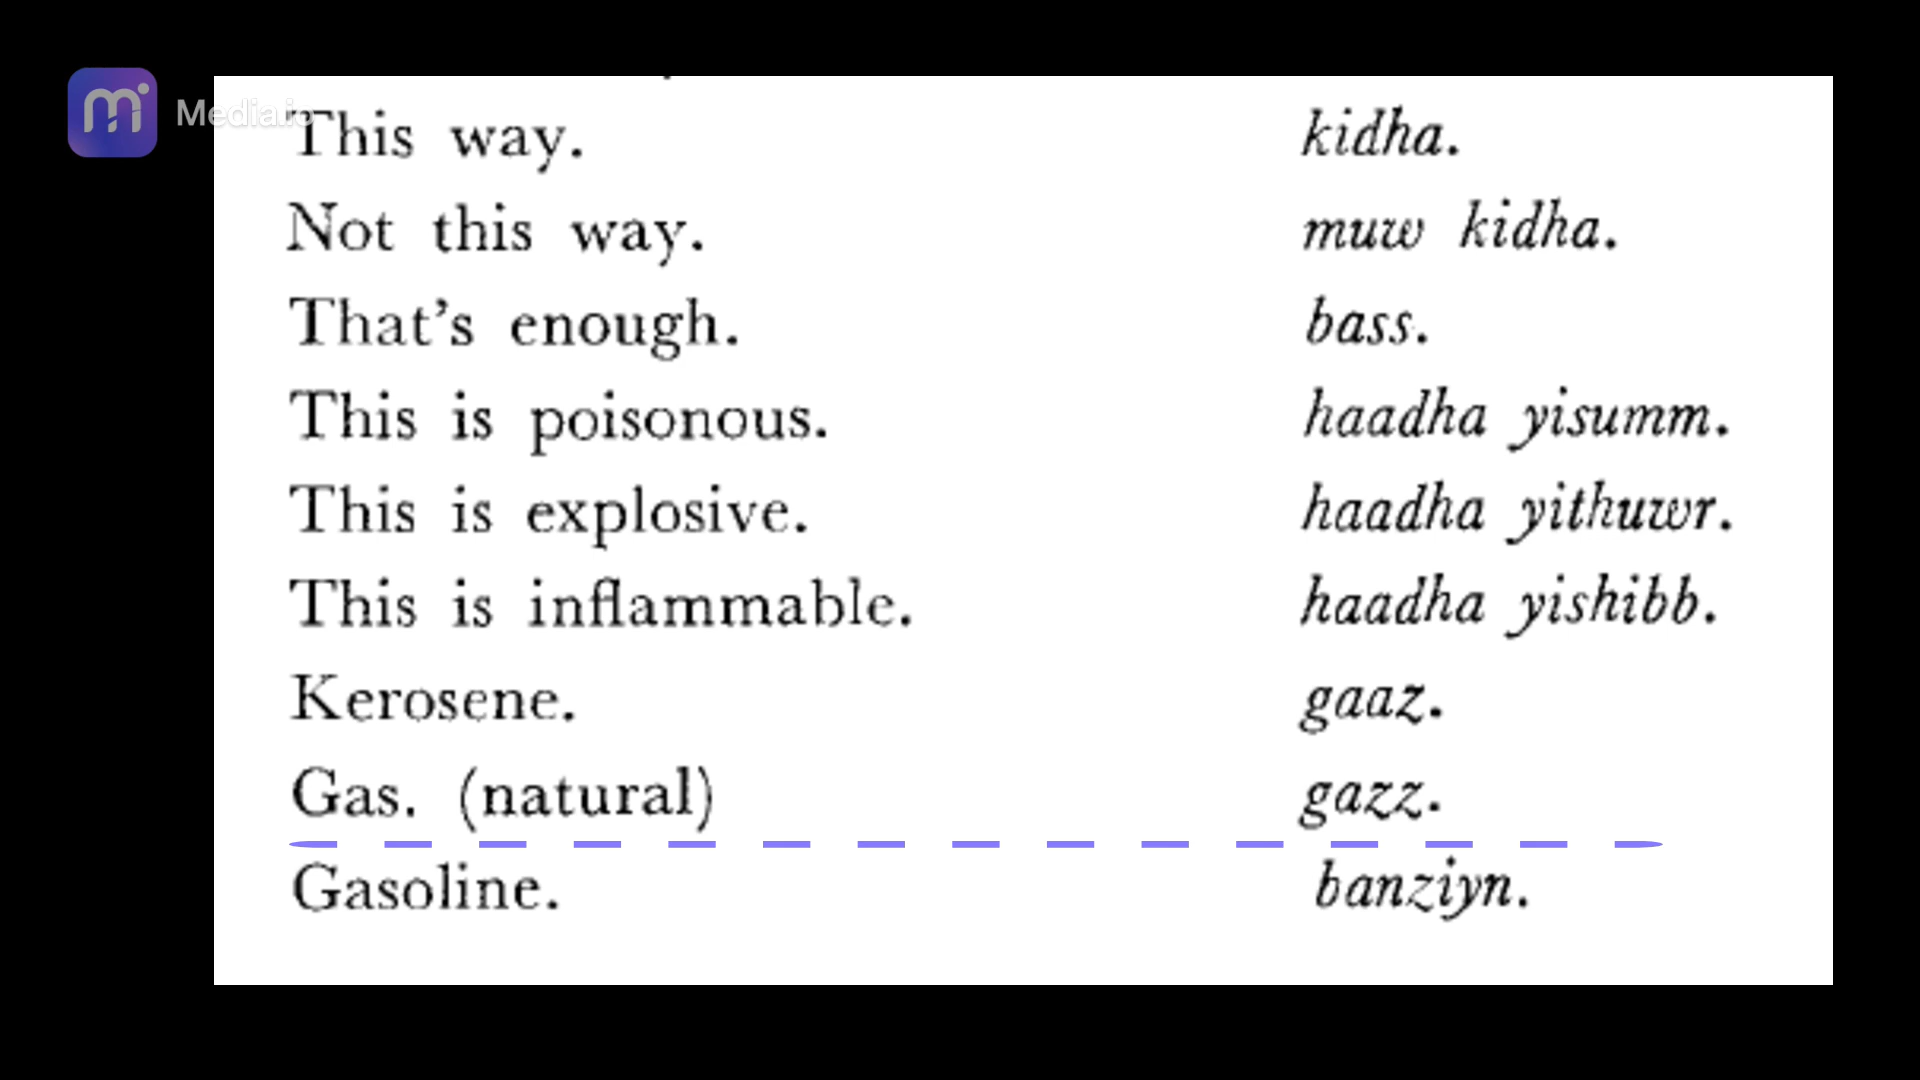 Media.io
This way. kidha.
Not this way. muw kidha.
That's enough. bass.
This is poisonous. haadha yisumm.
This is explosive. haadha yithuwr.
This is inflammable. haadha yishibb.
Kerosene. gaaz.
Gas. (natural) gazz.
Gasoline. banziyn.